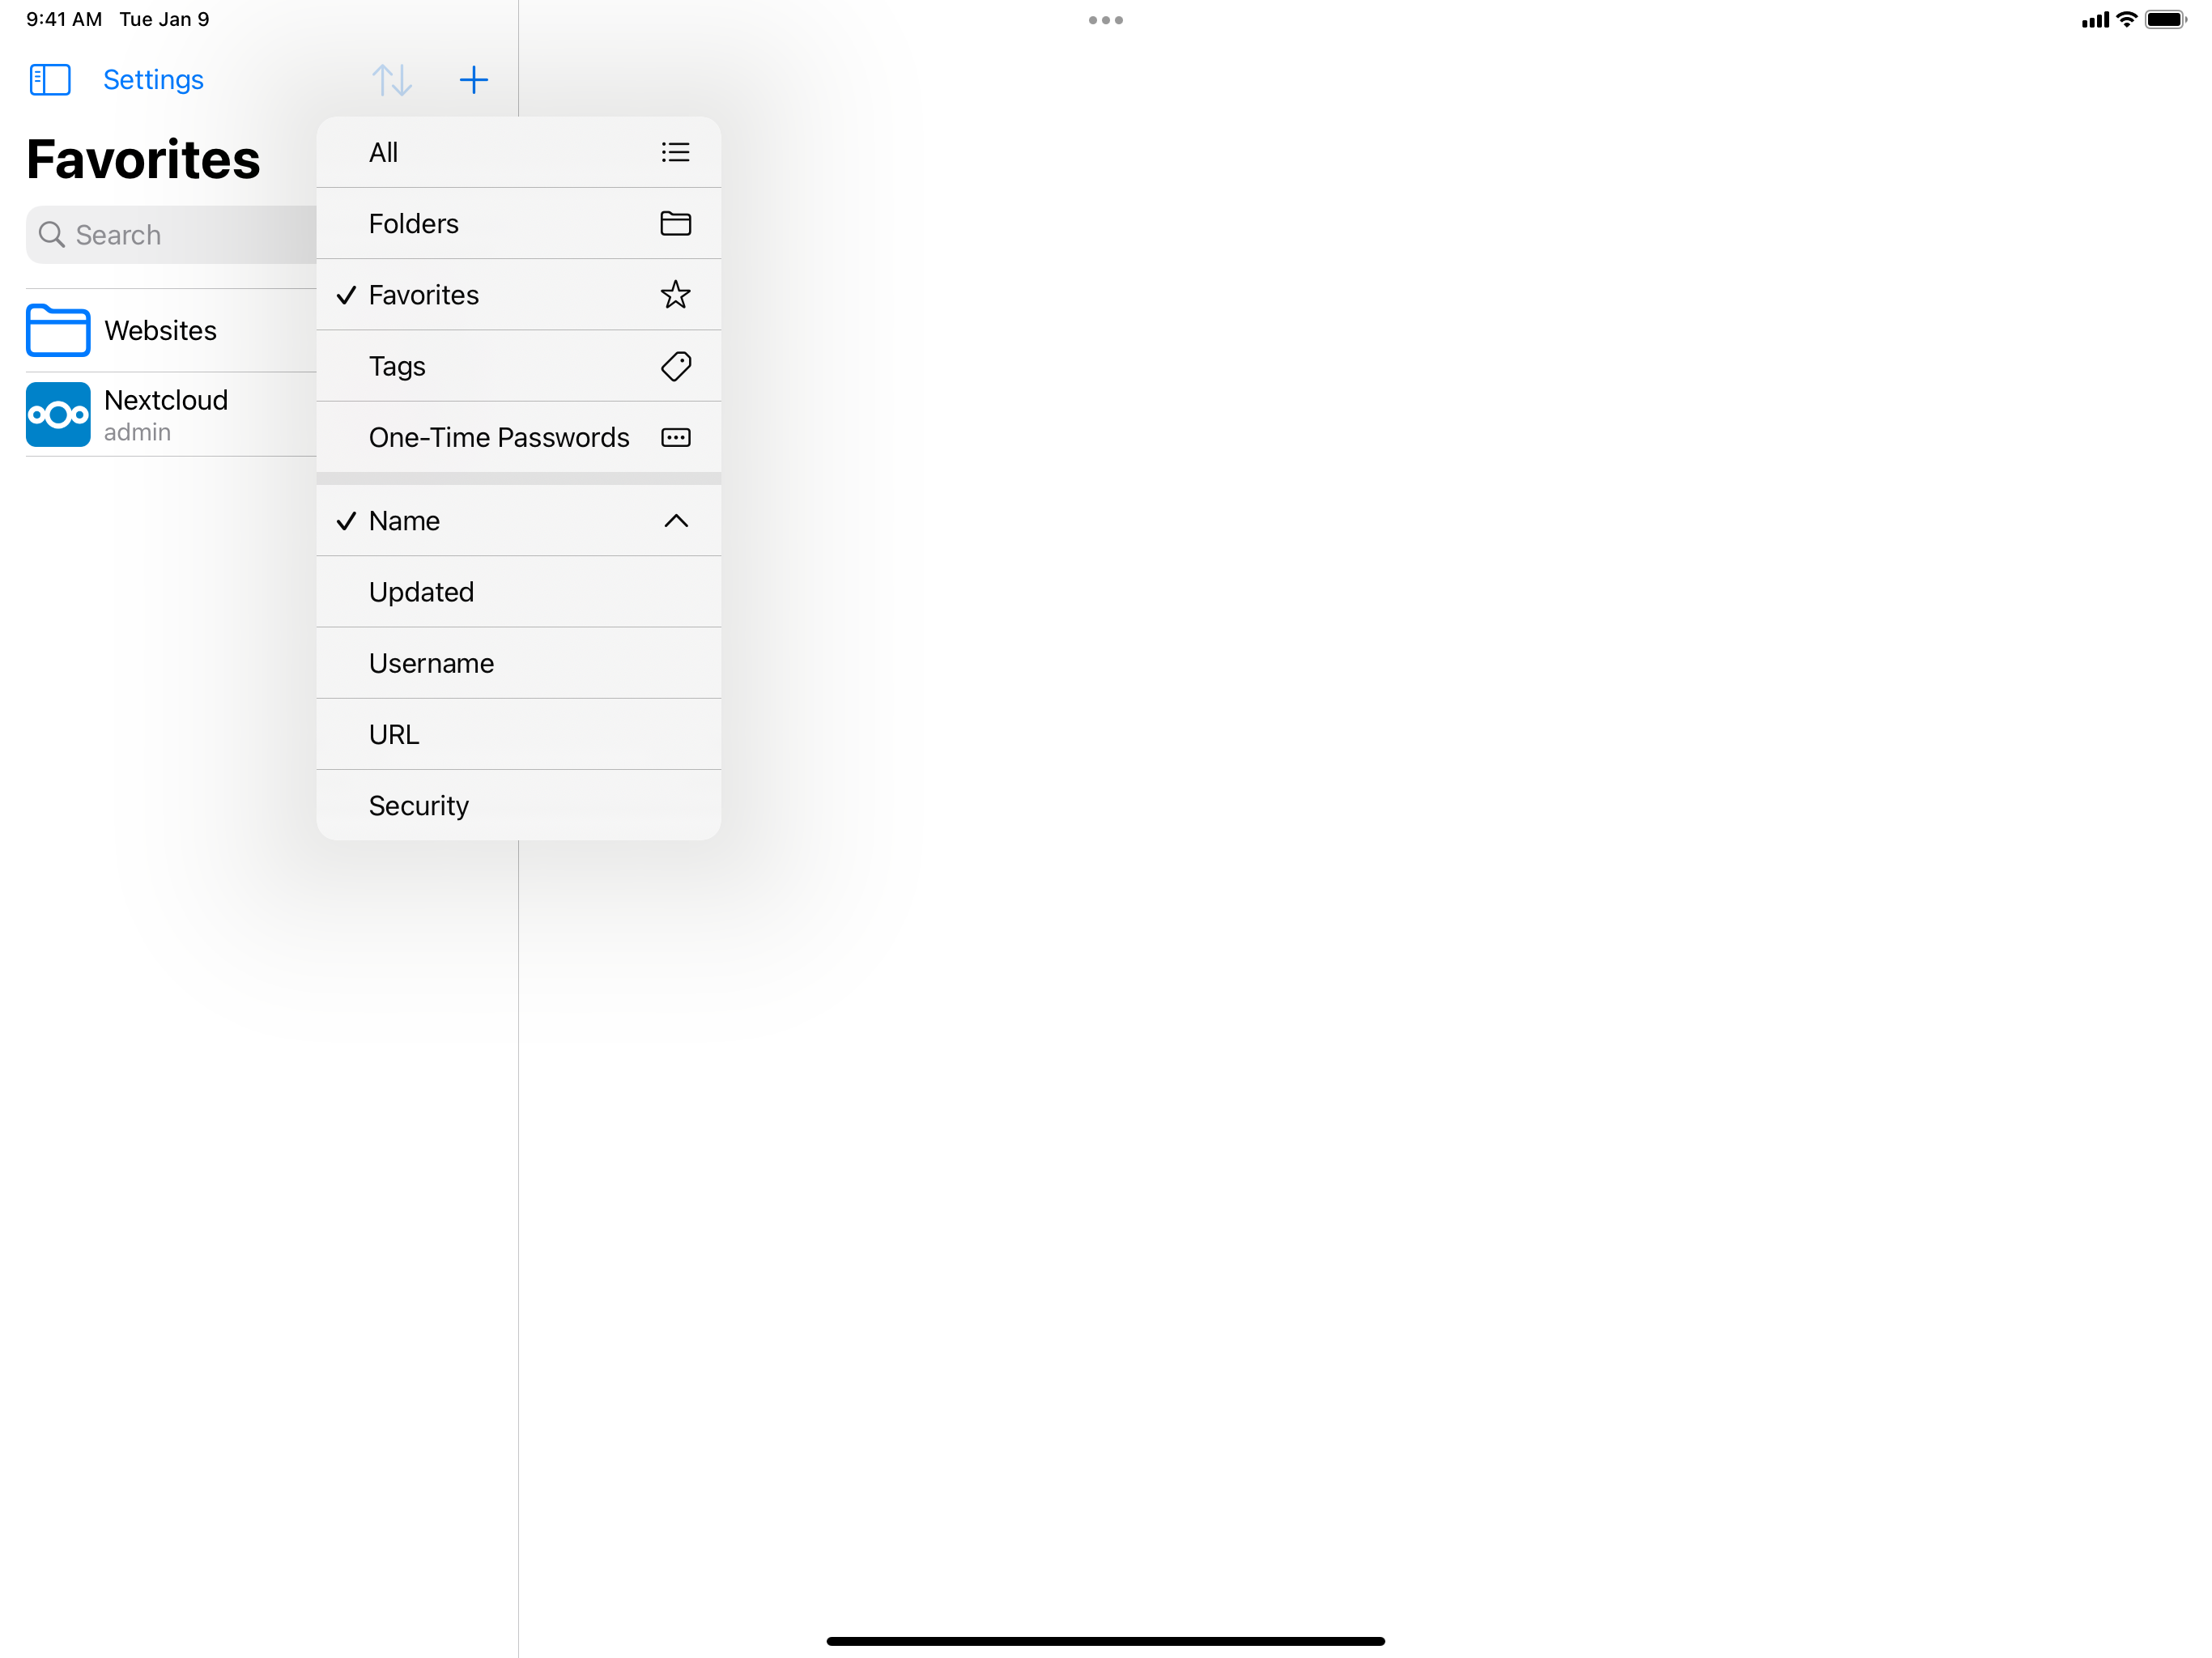 9:41 AM Tue Jan 9
Settings
Favorites
Search
Websites
Nextcloud
admin
All
Folders
Favorites
Tags
One-Time Passwords
Name
Updated
Username
URL
Security